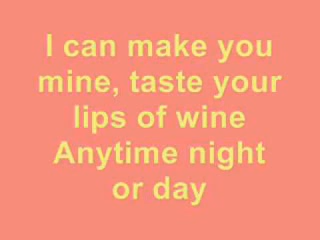 I can make you
mine, taste your
lips of wine
Anytime night
or day